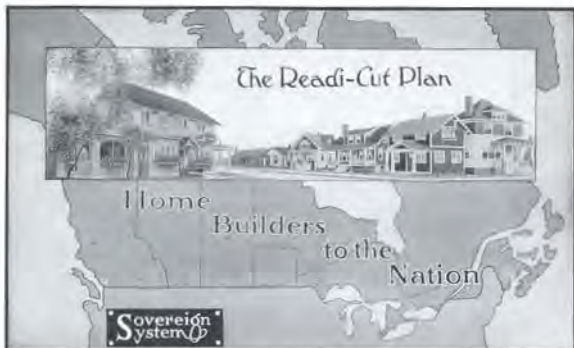 The Readi-Cut Plan
Home
Builders
to the
Nation
Sovereign
System